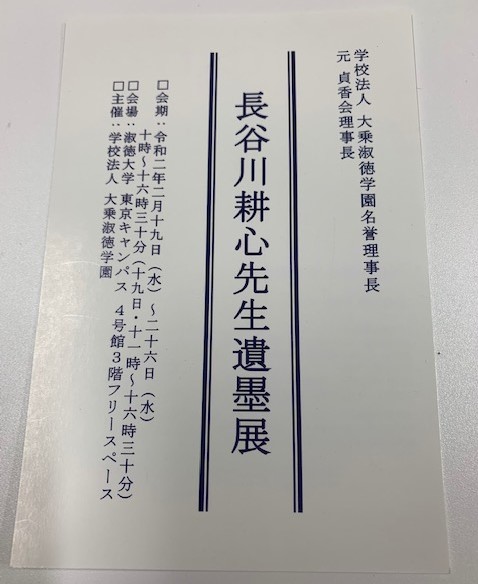 学校法人 大乗淑徳学園名誉理事長
元 貞香会理事長
長谷川耕心先生遺墨展
□会期：令和二年二月十九日（水）～二十六日（水）
十時～十六時三十分（十九日・十一時～十六時三十分）
□会場：淑徳大学 東京キャンパス 4号館3階フリースペース
□主催：学校法人 大乗淑徳学園